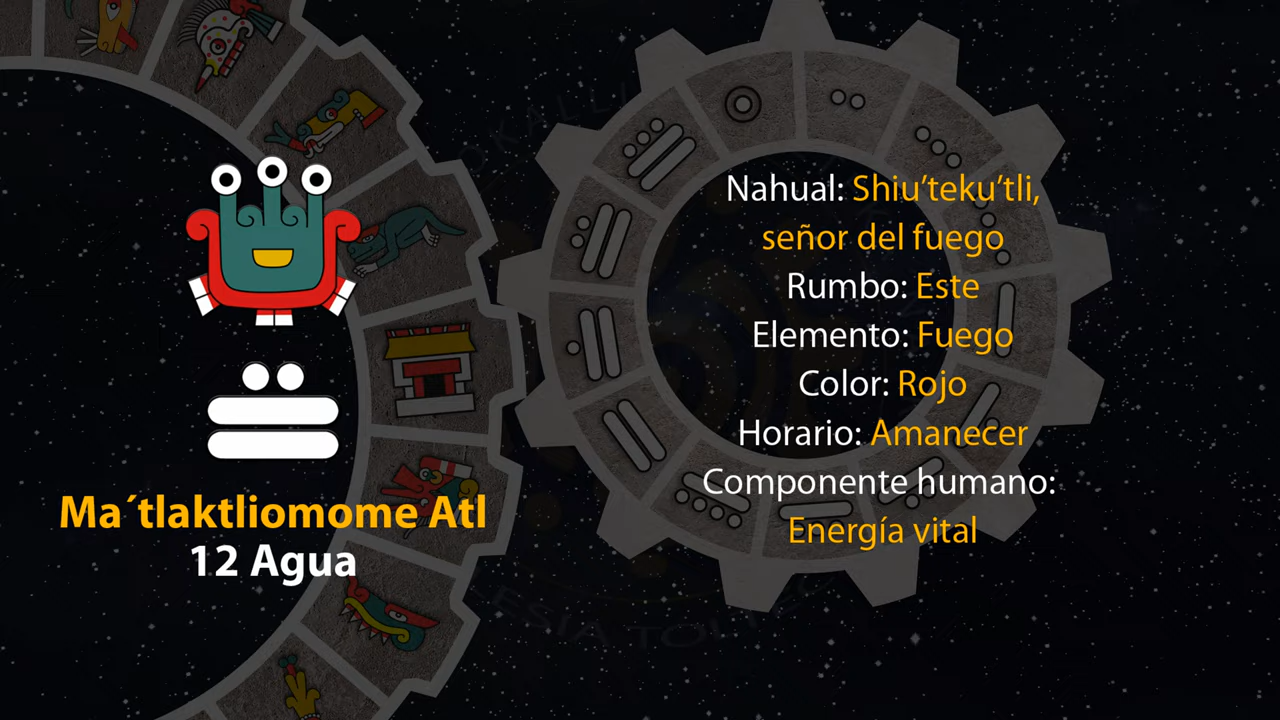 Ma´tlaktliomome Atl
12 Agua
Nahual: Shiu’teku’tli,
señor del fuego
Rumbo: Este
Elemento: Fuego
Color: Rojo
Horario: Amanecer
Componente humano:
Energía vital